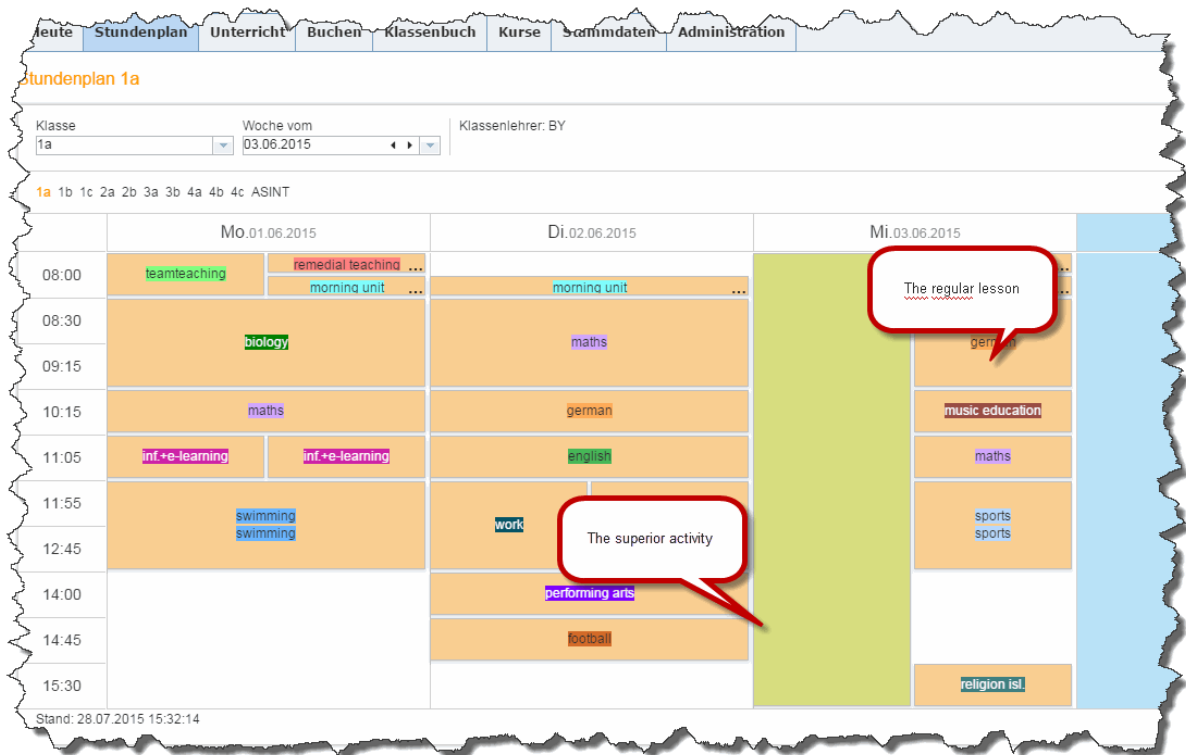 Heute Stundenplan Unterricht Buchen Klassenbuch Kurse Stammdaten Administration
Stundenplan 1a
Klasse Woche vom Klassenlehrer: BY
1a 03.06.2015
1a 1b 1c 2a 2b 3a 3b 4a 4b 4c ASINT
Mo.01.06.2015 Di.02.06.2015 Mi.03.06.2015
08:00 teamteaching remedial teaching ...
morning unit ... morning unit ...
The regular lesson
08:30
biology maths german
09:15
10:15 maths german music education
11:05 inf.+e-learning inf.+e-learning english maths
11:55
swimming work sports
swimming sports
The superior activity
12:45
14:00 performing arts
14:45 football
15:30 religion isl.
Stand: 28.07.2015 15:32:14